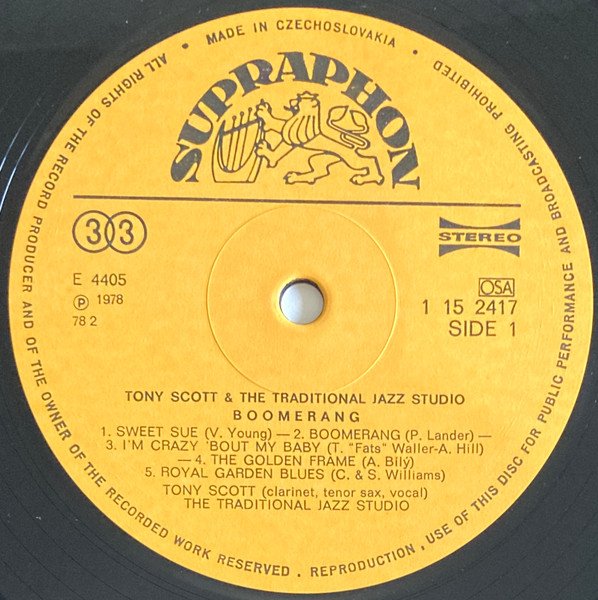 MADE IN CZECHOSLOVAKIA
ALL RIGHTS OF THE RECORD PRODUCER AND OF THE OWNER OF THE RECORDED WORK RESERVED . REPRODUCTION , USE OF THIS DISC FOR PUBLIC PERFORMANCE AND BROADCASTING PROHIBITED
SUPRAPHON
33
STEREO
E 4405
Ⓟ 1978
78 2
OSA
1 15 2417
SIDE 1
TONY SCOTT & THE TRADITIONAL JAZZ STUDIO
BOOMERANG
1. SWEET SUE (V. Young) — 2. BOOMERANG (P. Lander) —
3. I'M CRAZY 'BOUT MY BABY (T. "Fats" Waller-A. Hill)
— 4. THE GOLDEN FRAME (A. Bílý)
5. ROYAL GARDEN BLUES (C. & S. Williams)
TONY SCOTT (clarinet, tenor sax, vocal)
THE TRADITIONAL JAZZ STUDIO